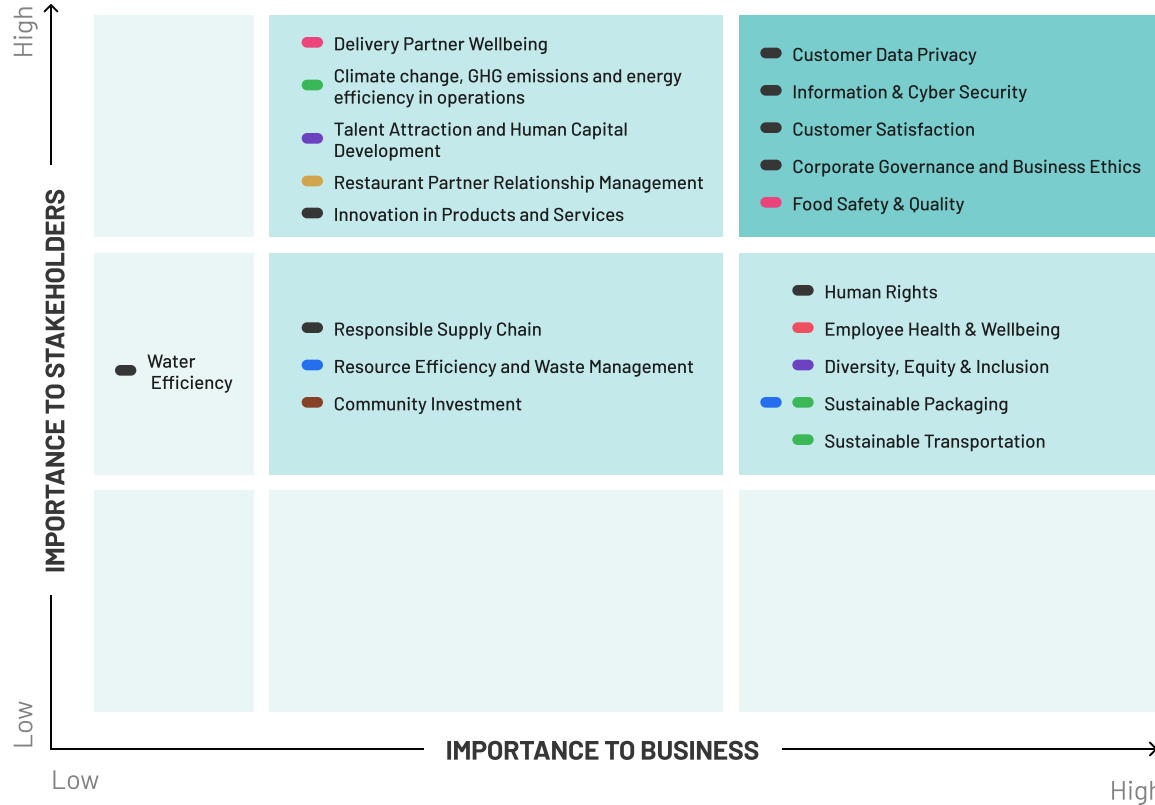 High
Delivery Partner Wellbeing
Climate change, GHG emissions and energy
efficiency in operations
Talent Attraction and Human Capital
Development
Restaurant Partner Relationship Management
Innovation in Products and Services
Customer Data Privacy
Information & Cyber Security
Customer Satisfaction
Corporate Governance and Business Ethics
Food Safety & Quality
IMPORTANCE TO STAKEHOLDERS
Water
Efficiency
Responsible Supply Chain
Resource Efficiency and Waste Management
Community Investment
Human Rights
Employee Health & Wellbeing
Diversity, Equity & Inclusion
Sustainable Packaging
Sustainable Transportation
Low
IMPORTANCE TO BUSINESS
Low
High